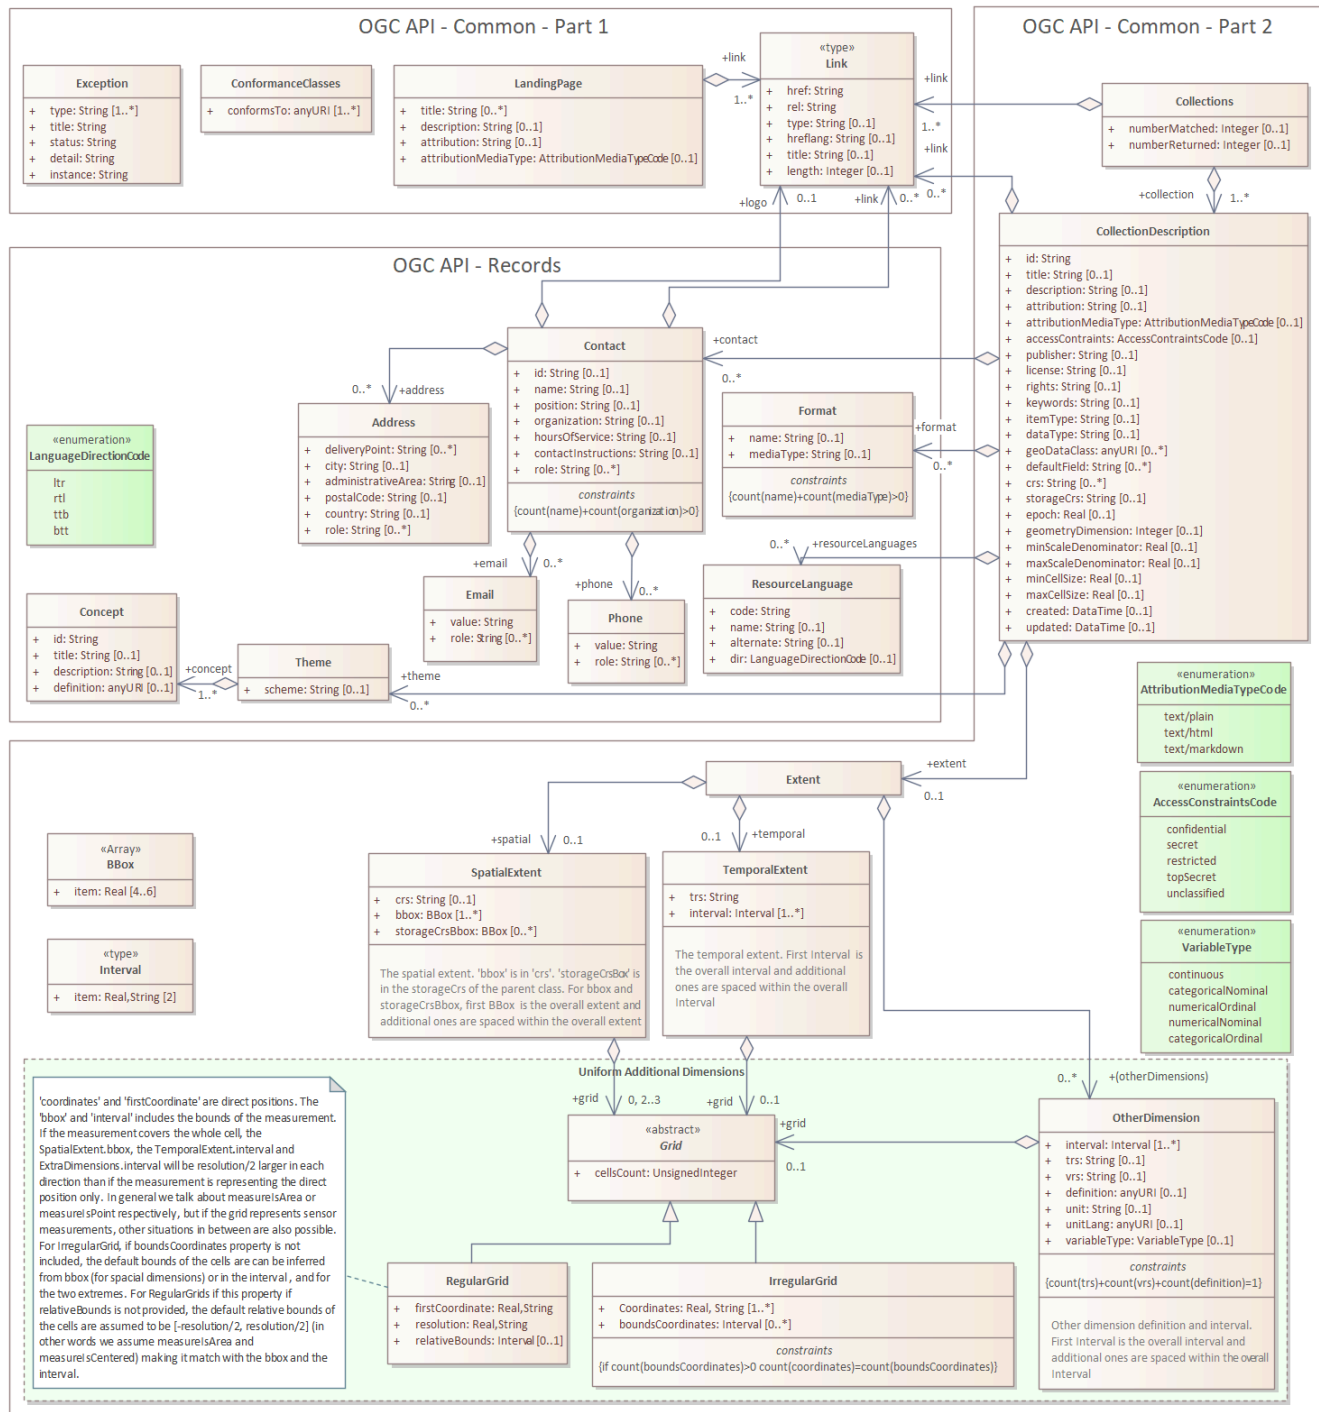 OGC API - Common - Part 1
OGC API - Common - Part 2
Exception
+ type: String [1..*]
+ title: String
+ status: String
+ detail: String
+ instance: String
ConformanceClasses
+ conformsTo: anyURI [1..*]
LandingPage
+ title: String [0..*]
+ description: String [0..1]
+ attribution: String [0..1]
+ attributionMediaType: AttributionMediaTypeCode [0..1]
+link
1..*
«type»
Link
+ href: String
+ rel: String
+ type: String [0..1]
+ hreflang: String [0..1]
+ title: String [0..1]
+ length: Integer [0..1]
+link
1..*
+link
0..*
+logo
0..1
+link
0..*
Collections
+ numberMatched: Integer [0..1]
+ numberReturned: Integer [0..1]
+collection
1..*
CollectionDescription
+ id: String
+ title: String [0..1]
+ description: String [0..1]
+ attribution: String [0..1]
+ attributionMediaType: AttributionMediaTypeCode [0..1]
+ accessContraints: AccessContraintsCode [0..1]
+ publisher: String [0..1]
+ license: String [0..1]
+ rights: String [0..1]
+ keywords: String [0..1]
+ itemType: String [0..1]
+ dataType: String [0..1]
+ geoDataClass: anyURI [0..*]
+ defaultField: String [0..*]
+ crs: String [0..*]
+ storageCrs: String [0..1]
+ epoch: Real [0..1]
+ geometryDimension: Integer [0..1]
+ minScaleDenominator: Real [0..1]
+ maxScaleDenominator: Real [0..1]
+ minCellSize: Real [0..1]
+ maxCellSize: Real [0..1]
+ created: DataTime [0..1]
+ updated: DataTime [0..1]
OGC API - Records
Contact
+ id: String [0..1]
+ name: String [0..1]
+ position: String [0..1]
+ organization: String [0..1]
+ hoursOfService: String [0..1]
+ contactInstructions: String [0..1]
+ role: String [0..*]
constraints
{count(name)+count(organization)>0}
+contact
0..*
0..*
+address
Address
+ deliveryPoint: String [0..*]
+ city: String [0..1]
+ administrativeArea: String [0..1]
+ postalCode: String [0..1]
+ country: String [0..1]
+ role: String [0..*]
Format
+ name: String [0..1]
+ mediaType: String [0..1]
constraints
{count(name)+count(mediaType)>0}
+format
0..*
«enumeration»
LanguageDirectionCode
ltr
rtl
ttb
btt
+email
0..*
Email
+ value: String
+ role: String [0..*]
+phone
0..*
Phone
+ value: String
+ role: String [0..*]
0..*
+resourceLanguages
ResourceLanguage
+ code: String
+ name: String [0..1]
+ alternate: String [0..1]
+ dir: LanguageDirectionCode [0..1]
Concept
+ id: String
+ title: String [0..1]
+ description: String [0..1]
+ definition: anyURI [0..1]
+concept
1..*
Theme
+ scheme: String [0..1]
+theme
0..*
«enumeration»
AttributionMediaTypeCode
text/plain
text/html
text/markdown
«enumeration»
AccessConstraintsCode
confidential
secret
restricted
topSecret
unclassified
«enumeration»
VariableType
continuous
categoricalNominal
numericalOrdinal
numericalNominal
categoricalOrdinal
Extent
+extent
0..1
+spatial
0..1
0..1
+temporal
«Array»
BBox
+ item: Real [4..6]
«type»
Interval
+ item: Real,String [2]
SpatialExtent
+ crs: String [0..1]
+ bbox: BBox [1..*]
+ storageCrsBbox: BBox [0..*]
The spatial extent. 'bbox' is in 'crs'. 'storageCrsBox' is
in the storageCrs of the parent class. For bbox and
storageCrsBbox, first BBox is the overall extent and
additional ones are spaced within the overall extent
TemporalExtent
+ trs: String
+ interval: Interval [1..*]
The temporal extent. First Interval is
the overall interval and additional
ones are spaced within the overall
Interval
Uniform Additional Dimensions
'coordinates' and 'firstCoordinate' are direct positions. The
'bbox' and 'interval' includes the bounds of the measurement.
If the measurement covers the whole cell, the
SpatialExtent.bbox, the TemporalExtent.interval and
ExtraDimensions.interval will be resolution/2 larger in each
direction than if the measurement is representing the direct
position only. In general we talk about measureIsArea or
measureIsPoint respectively, but if the grid represents sensor
measurements, other situations in between are also possible.
For IrregularGrid, if boundsCoordinates property is not
included, the default bounds of the cells are can be inferred
from bbox (for spacial dimensions) or in the interval , and for
the two extremes. For RegularGrids if this property if
relativeBounds is not provided, the default relative bounds of
the cells are assumed to be [-resolution/2, resolution/2] (in
other words we assume measureIsArea and
measureIsCentered) making it match with the bbox and the
interval.
+grid
0, 2..3
+grid
0..1
«abstract»
Grid
+ cellsCount: UnsignedInteger
+grid
0..1
0..*
+(otherDimensions)
OtherDimension
+ interval: Interval [1..*]
+ trs: String [0..1]
+ vrs: String [0..1]
+ definition: anyURI [0..1]
+ unit: String [0..1]
+ unitLang: anyURI [0..1]
+ variableType: VariableType [0..1]
constraints
{count(trs)+count(vrs)+count(definition)=1}
Other dimension definition and interval.
First Interval is the overall interval and
additional ones are spaced within the overall
Interval
RegularGrid
+ firstCoordinate: Real,String
+ resolution: Real,String
+ relativeBounds: Interval [0..1]
IrregularGrid
+ Coordinates: Real, String [1..*]
+ boundsCoordinates: Interval [0..*]
constraints
{if count(boundsCoordinates)>0 count(coordinates)=count(boundsCoordinates)}